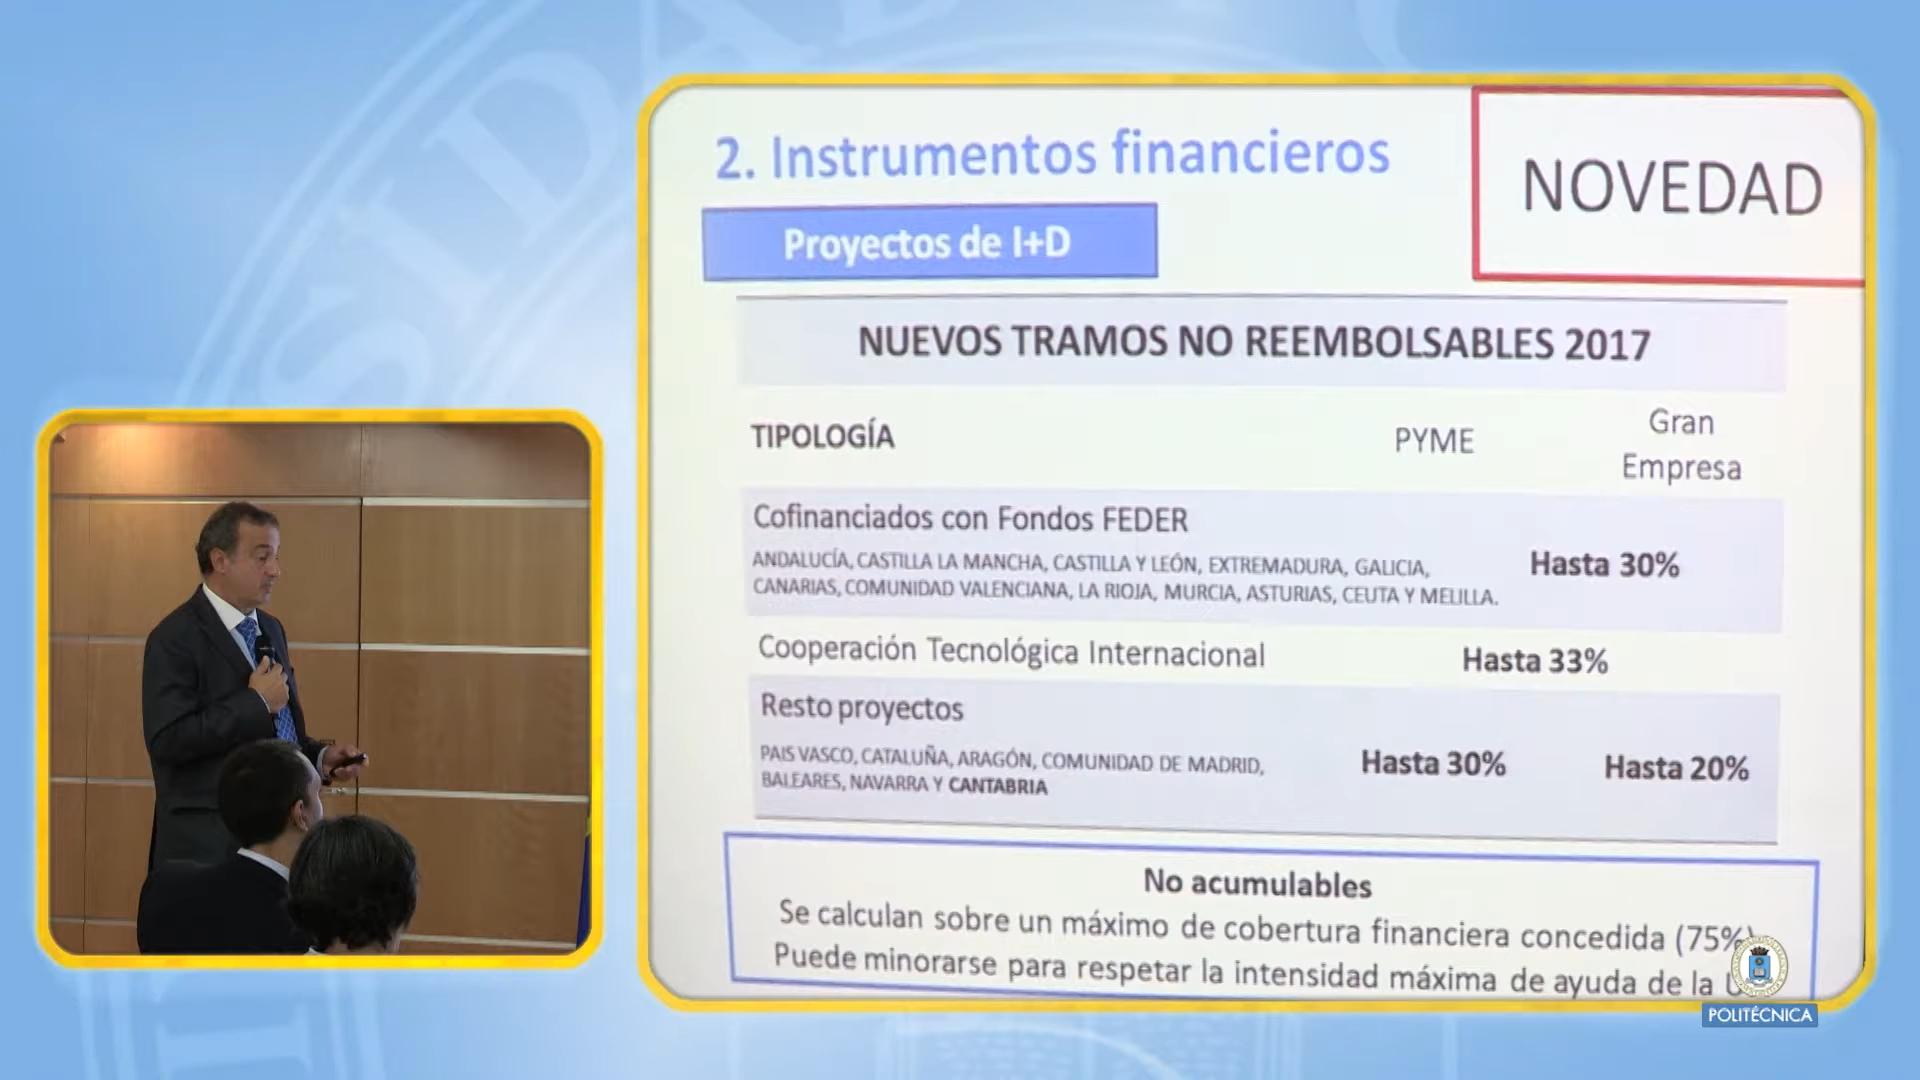 2. Instrumentos financieros
NOVEDAD
Proyectos de I+D
NUEVOS TRAMOS NO REEMBOLSABLES 2017
TIPOLOGÍA
PYME
Gran
Empresa
Cofinanciados con Fondos FEDER
ANDALUCÍA, CASTILLA LA MANCHA, CASTILLA Y LEÓN, EXTREMADURA, GALICIA,
CANARIAS, COMUNIDAD VALENCIANA, LA RIOJA, MURCIA, ASTURIAS, CEUTA Y MELILLA.
Hasta 30%
Cooperación Tecnológica Internacional
Hasta 33%
Resto proyectos
PAIS VASCO, CATALUÑA, ARAGÓN, COMUNIDAD DE MADRID,
BALEARES, NAVARRA Y CANTABRIA
Hasta 30%
Hasta 20%
No acumulables
Se calculan sobre un máximo de cobertura financiera concedida (75%)
Puede minorarse para respetar la intensidad máxima de ayuda de la
POLITÉCNICA